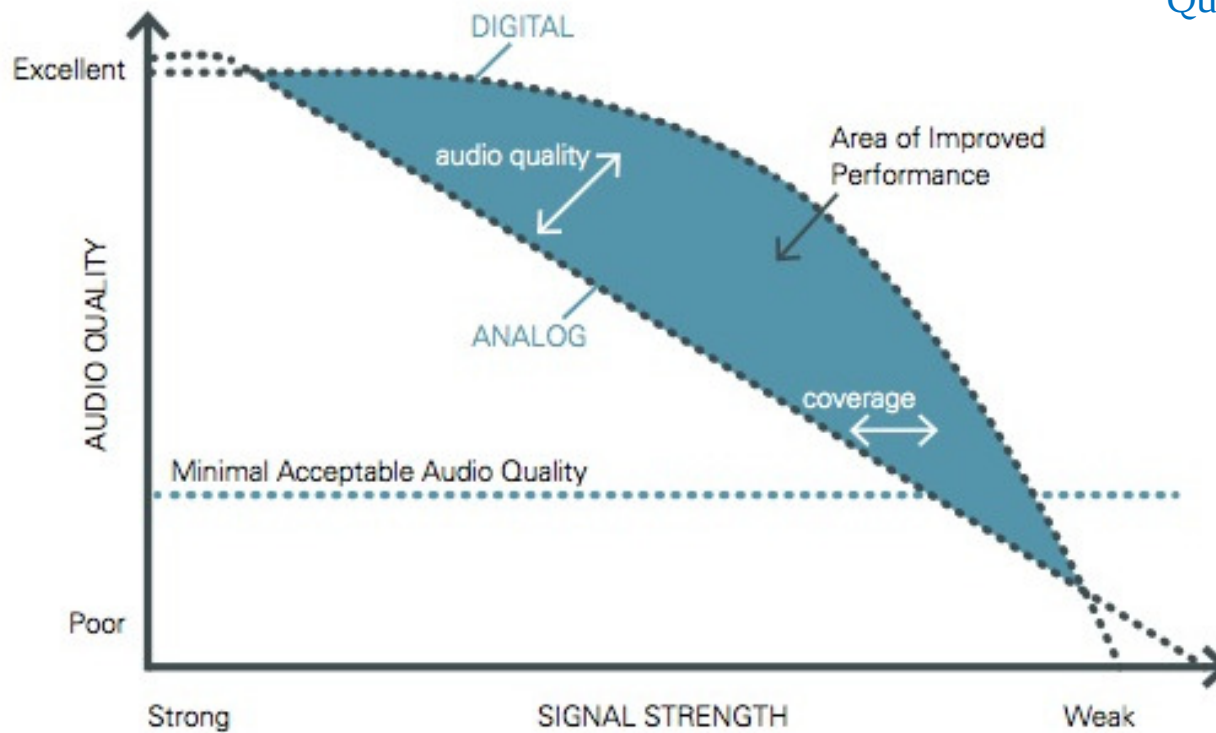 Qu
DIGITAL
Excellent
Area of Improved
Performance
audio quality
ANALOG
AUDIO QUALITY
coverage
Minimal Acceptable Audio Quality
Poor
Strong
SIGNAL STRENGTH
Weak